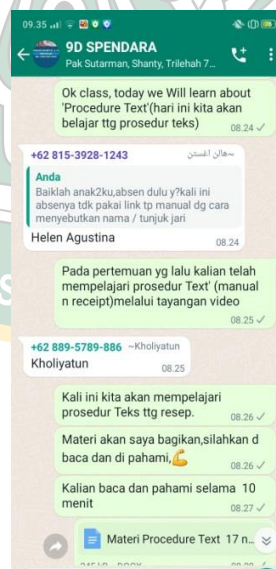 09.35
9D SPENDARA
Pak Sutarman, Shanty, Trilehah 7...
Ok class, today we Will learn about
'Procedure Text'(hari ini kita akan
belajar ttg prosedur teks)
08.24
+62 815-3928-1243
~هالن اغستن
Anda
Baiklah anak2ku,absen dulu y?kali ini
absenya tdk pakai link tp manual dg cara
menyebutkan nama / tunjuk jari
Helen Agustina
08.24
Pada pertemuan yg lalu kalian telah
mempelajari prosedur Text' (manual
n receipt)melalui tayangan video
08.25
+62 889-5789-886 ~Kholiyatun
Kholiyatun
08.25
Kali ini kita akan mempelajari
prosedur Teks ttg resep.
08.26
Materi akan saya bagikan,silahkan d
baca dan di pahami,💪
08.26
Kalian baca dan pahami selama 10
menit
08.27
Materi Procedure Text 17 n...